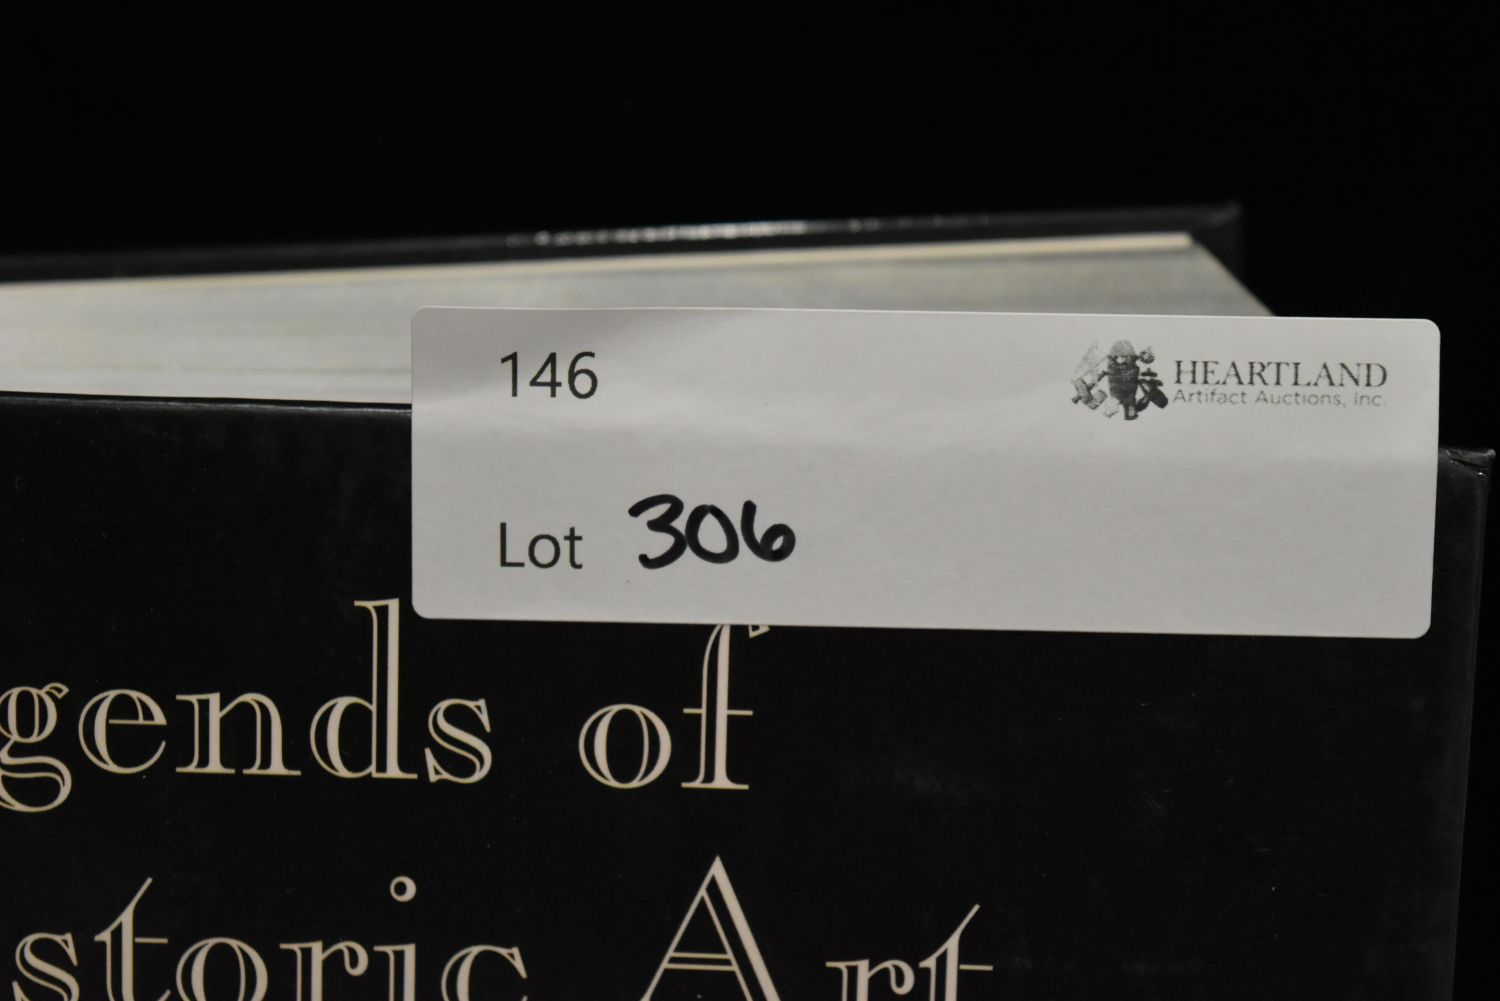 146
HEARTLAND
Artifact Auctions, Inc.
Lot 306
gends of
storic Art